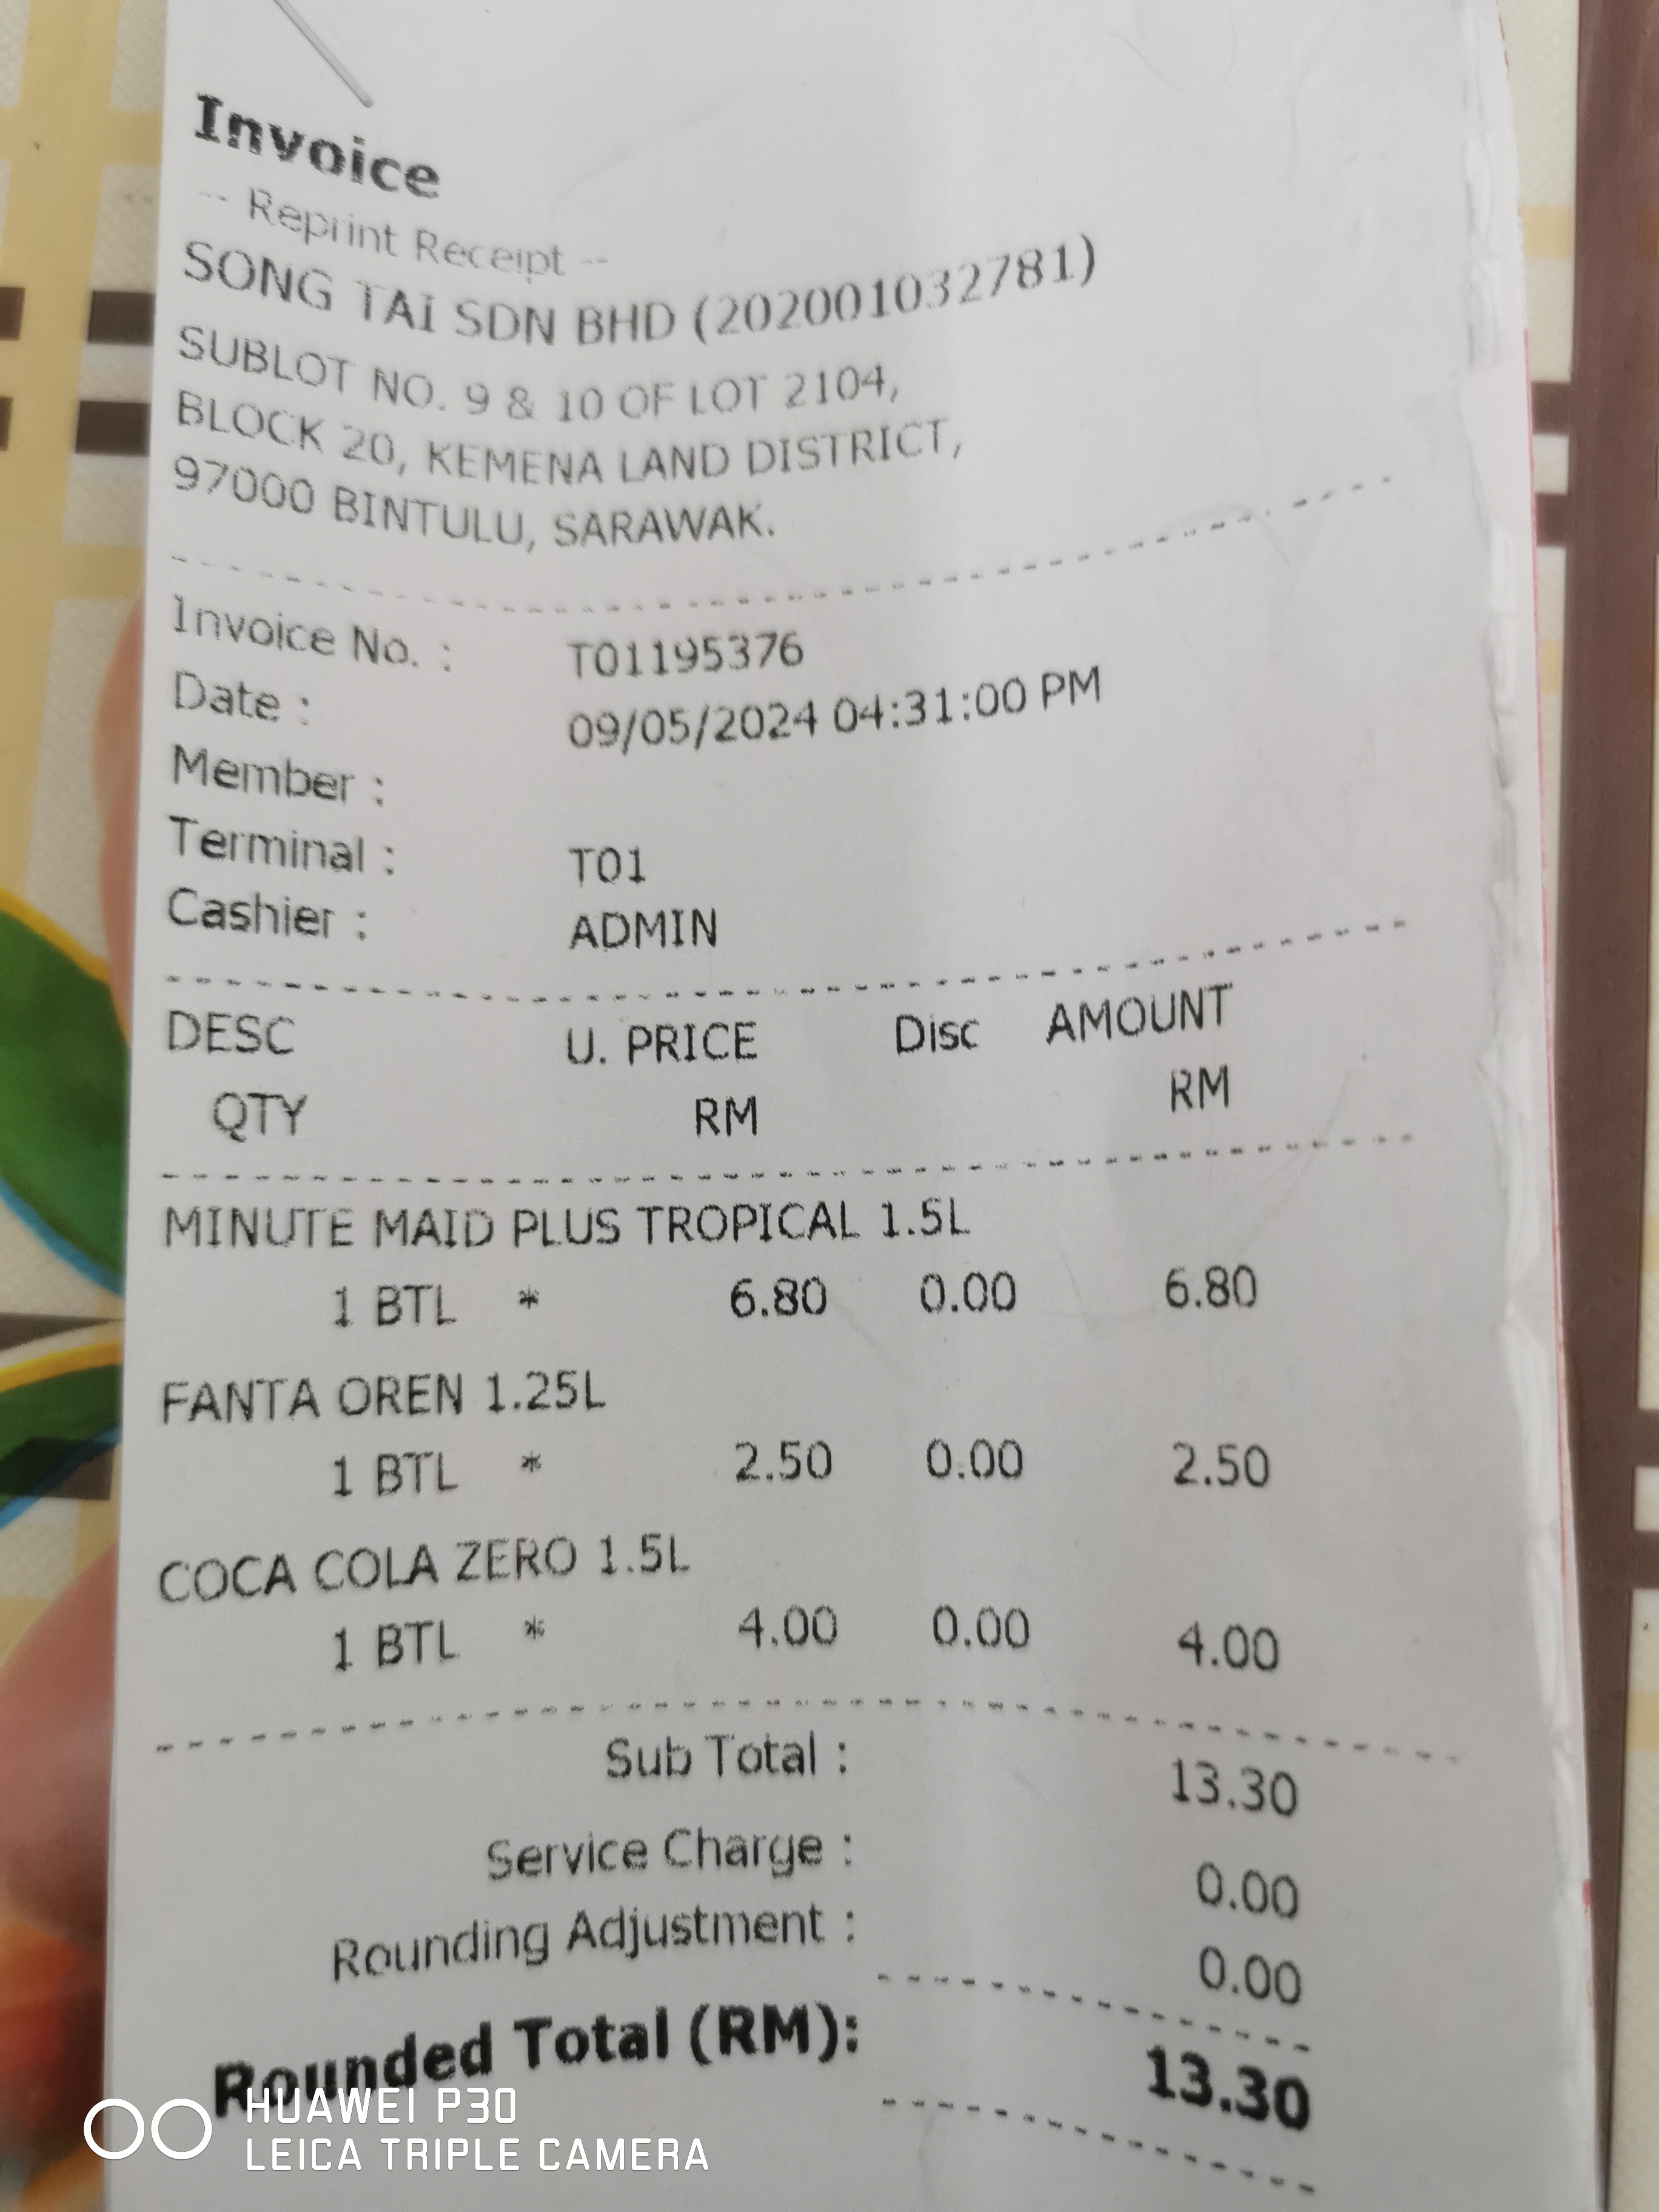 Invoice
-- Reprint Receipt --
SONG TAI SDN BHD (202001032781)
SUBLOT NO. 9 & 10 OF LOT 2104,
BLOCK 20, KEMENA LAND DISTRICT,
97000 BINTULU, SARAWAK.
Invoice No. : T01195376
Date : 09/05/2024 04:31:00 PM
Member :
Terminal : T01
Cashier : ADMIN
DESC U. PRICE Disc AMOUNT
QTY RM RM
MINUTE MAID PLUS TROPICAL 1.5L
1 BTL * 6.80 0.00 6.80
FANTA OREN 1.25L
1 BTL * 2.50 0.00 2.50
COCA COLA ZERO 1.5L
1 BTL * 4.00 0.00 4.00
Sub Total : 13.30
Service Charge : 0.00
Rounding Adjustment : 0.00
Rounded Total (RM): 13.30
HUAWEI P30
LEICA TRIPLE CAMERA